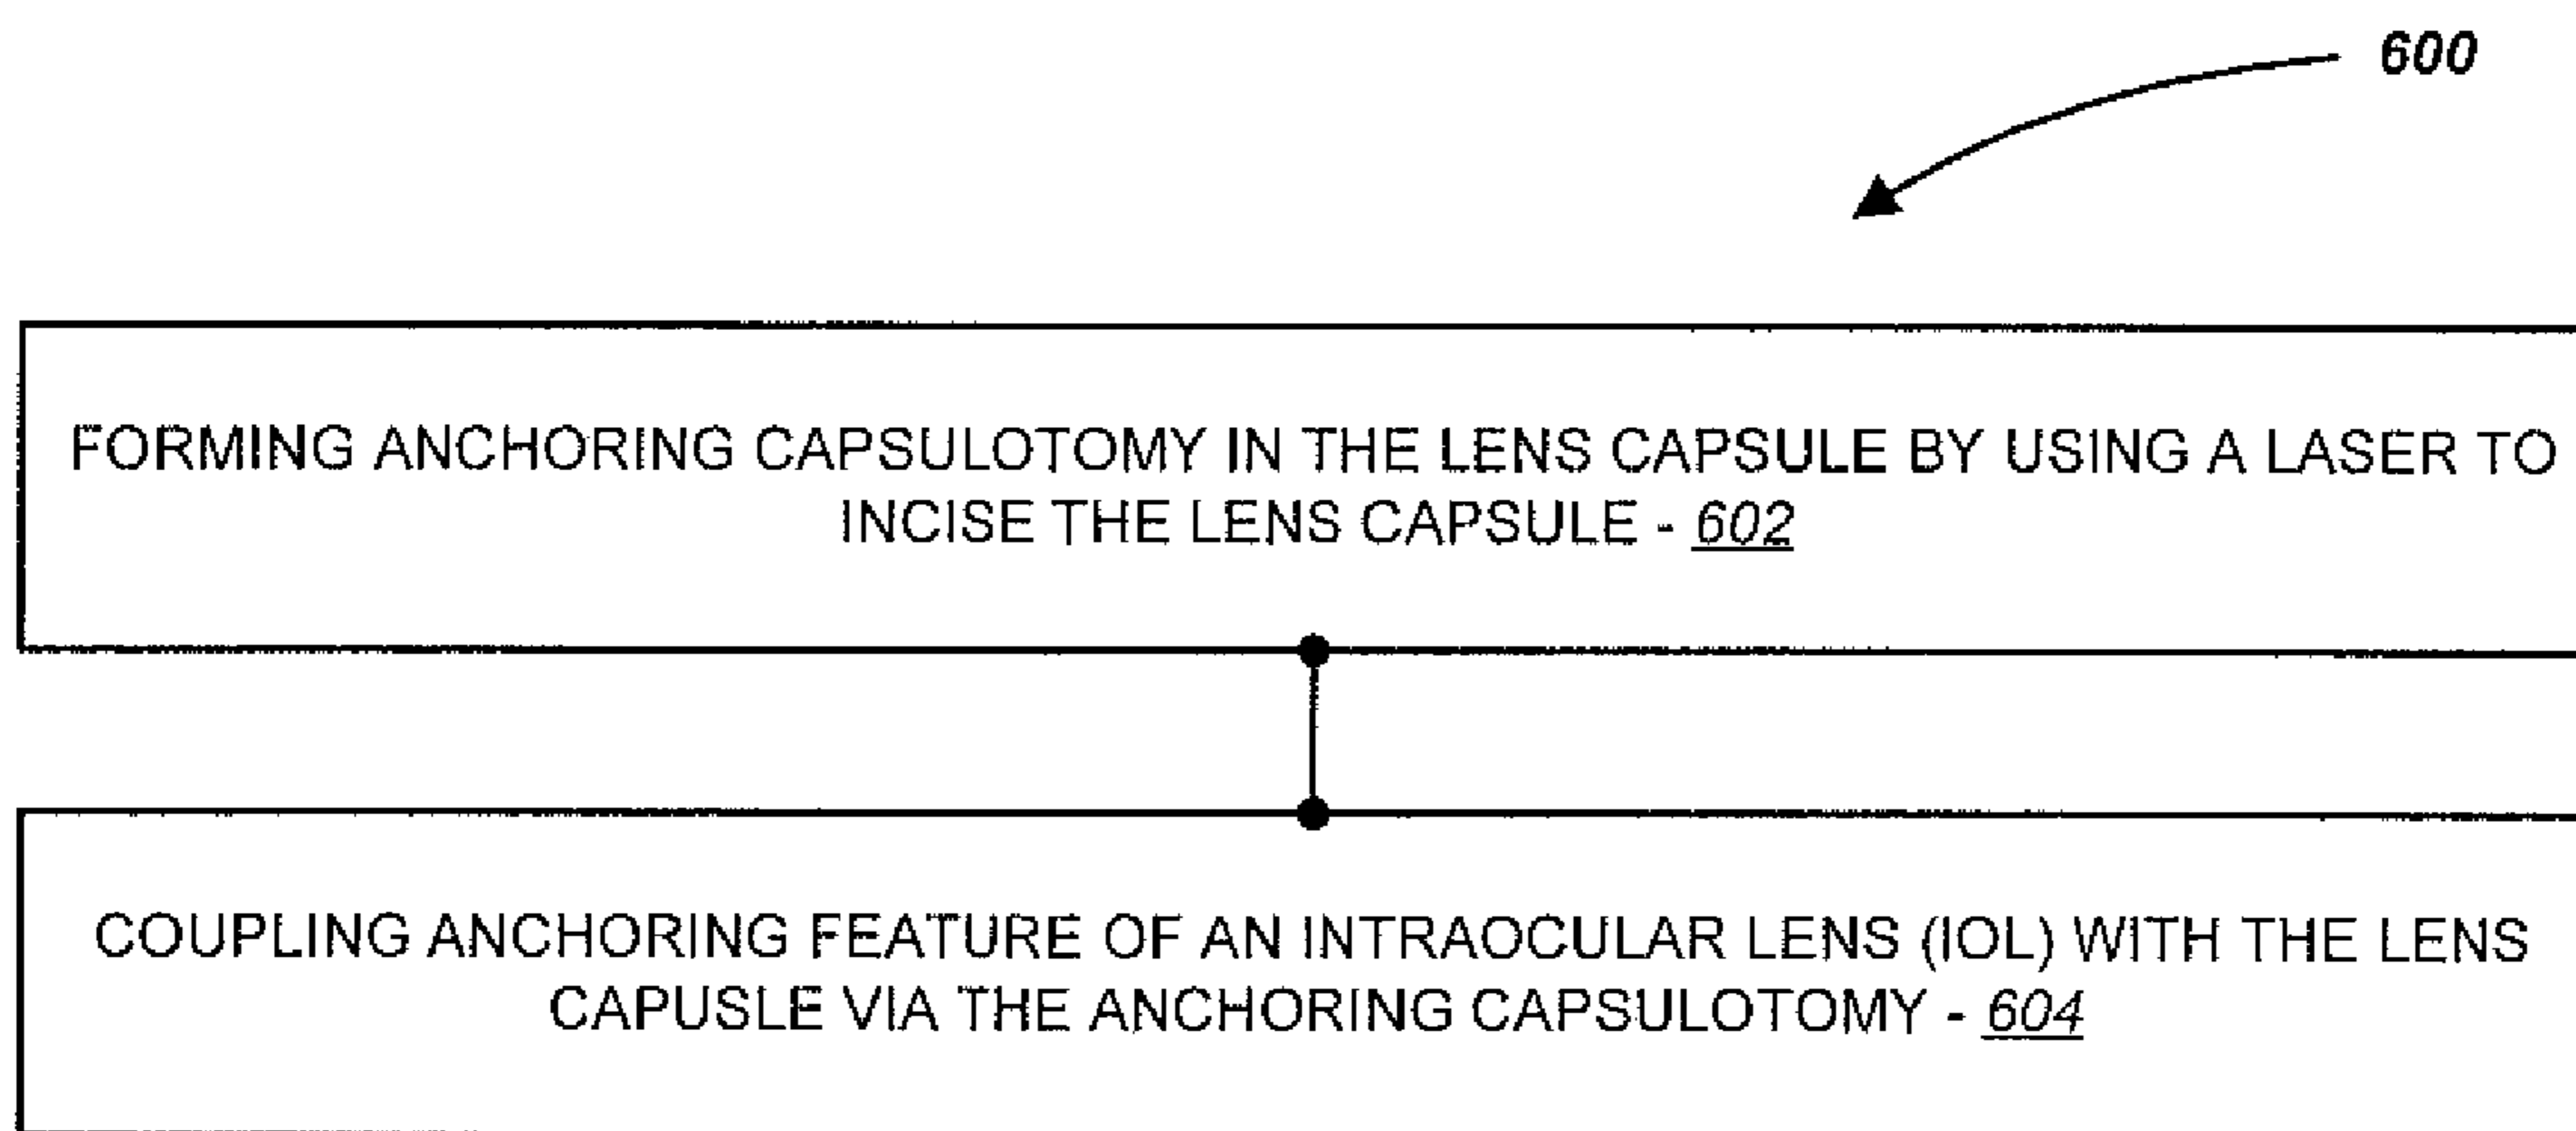 600
FORMING ANCHORING CAPSULOTOMY IN THE LENS CAPSULE BY USING A LASER TO
INCISE THE LENS CAPSULE - 602
COUPLING ANCHORING FEATURE OF AN INTRAOCULAR LENS (IOL) WITH THE LENS
CAPUSLE VIA THE ANCHORING CAPSULOTOMY - 604